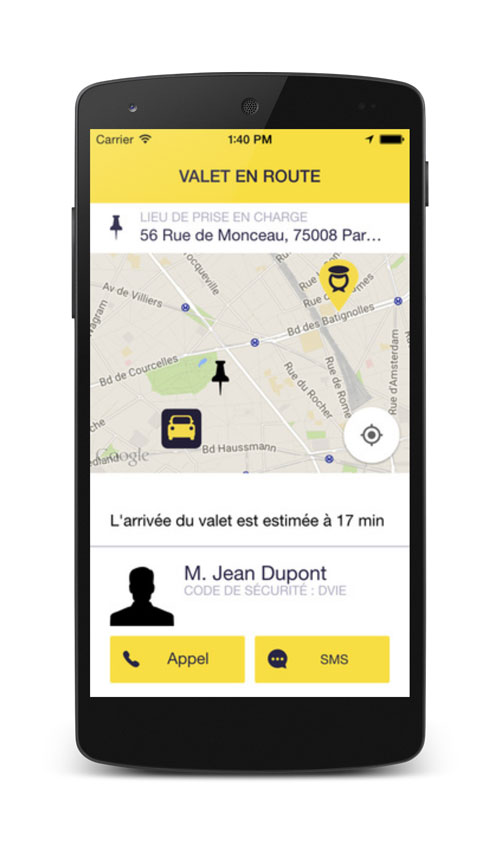 Carrier
1:40 PM
VALET EN ROUTE
LIEU DE PRISE EN CHARGE
56 Rue de Monceau, 75008 Par...
Av de Villiers
Bd des Batignolles
Bd de Courcelles
Rue du Rocher
Rue de Rome
Rue d'Amsterdam
Bd Haussmann
Google
L'arrivée du valet est estimée à 17 min
M. Jean Dupont
CODE DE SÉCURITÉ : DVIE
Appel
SMS